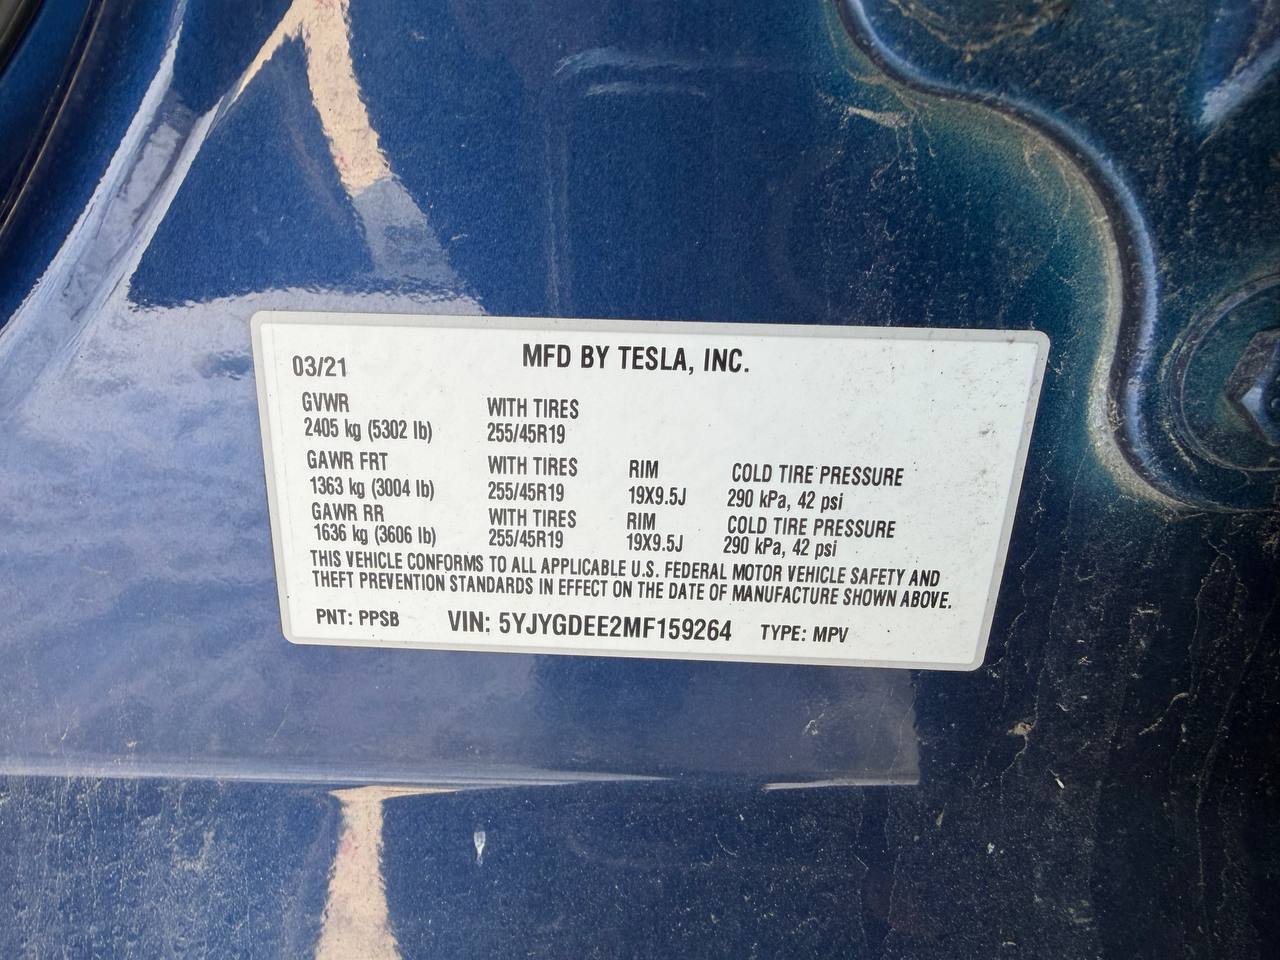 MFD BY TESLA, INC.
03/21
GVWR WITH TIRES
2405 kg (5302 lb) 255/45R19
GAWR FRT WITH TIRES RIM COLD TIRE PRESSURE
1363 kg (3004 lb) 255/45R19 19X9.5J 290 kPa, 42 psi
GAWR RR WITH TIRES RIM COLD TIRE PRESSURE
1636 kg (3606 lb) 255/45R19 19X9.5J 290 kPa, 42 psi
THIS VEHICLE CONFORMS TO ALL APPLICABLE U.S. FEDERAL MOTOR VEHICLE SAFETY AND
THEFT PREVENTION STANDARDS IN EFFECT ON THE DATE OF MANUFACTURE SHOWN ABOVE.
PNT: PPSB VIN: 5YJYGDEE2MF159264 TYPE: MPV